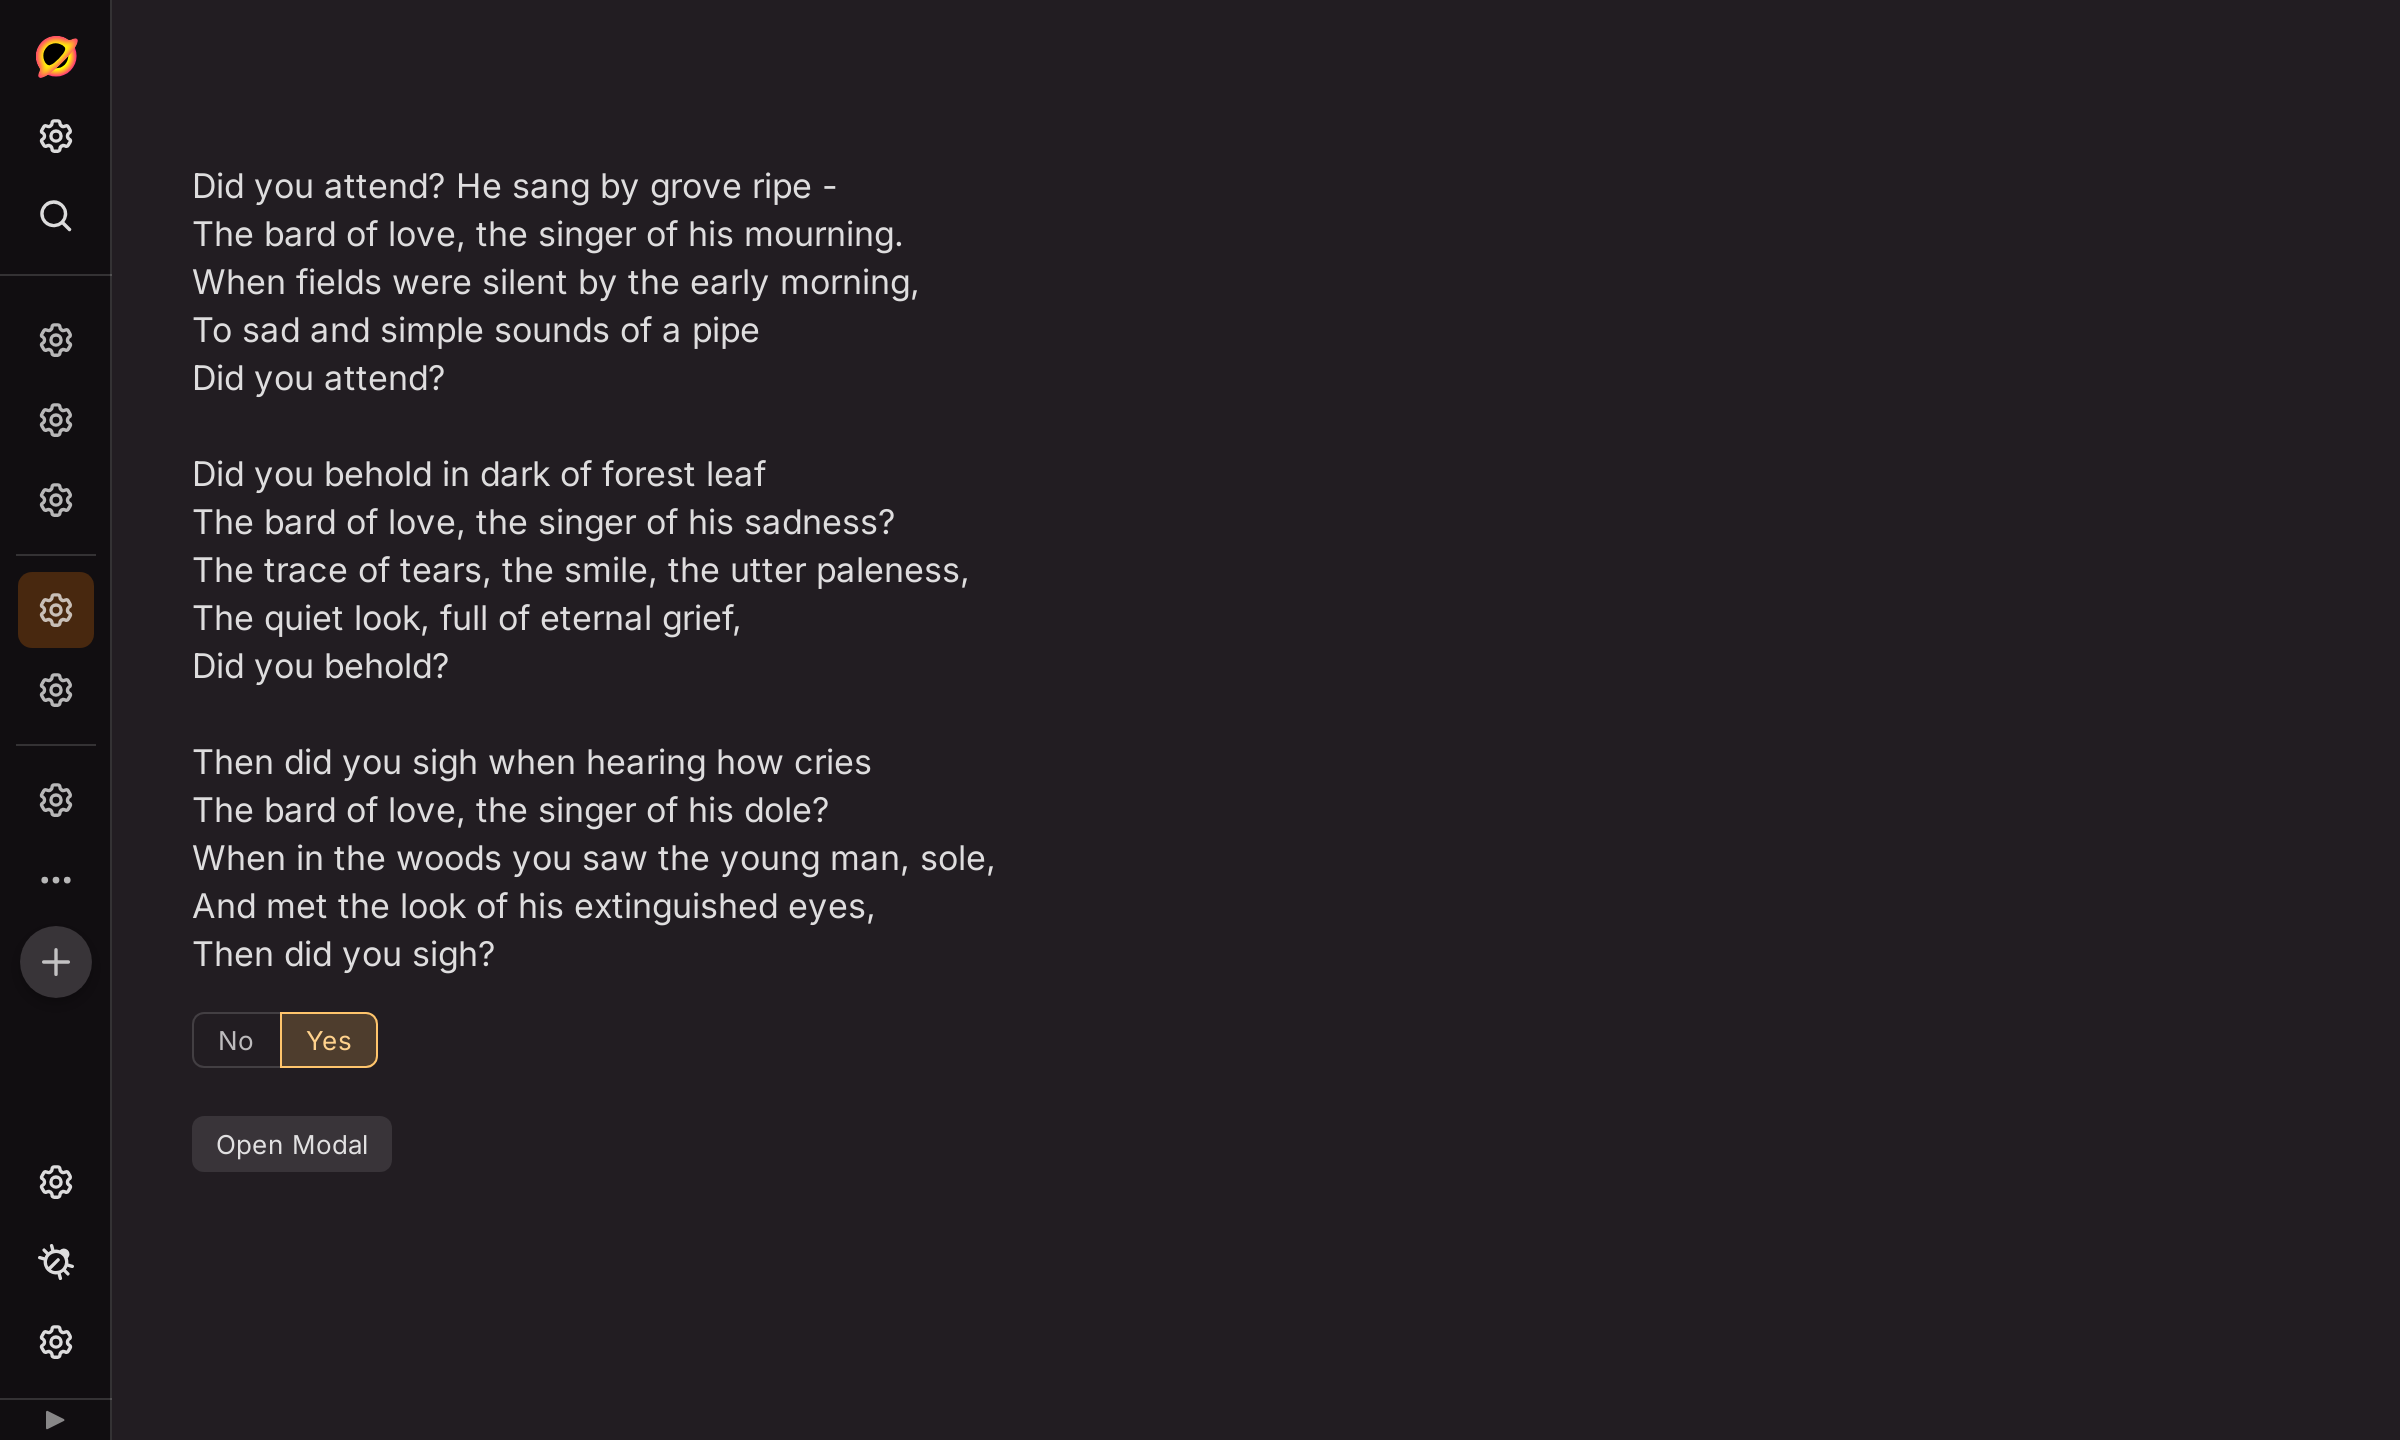 Did you attend? He sang by grove ripe -
The bard of love, the singer of his mourning.
When fields were silent by the early morning,
To sad and simple sounds of a pipe
Did you attend?

Did you behold in dark of forest leaf
The bard of love, the singer of his sadness?
The trace of tears, the smile, the utter paleness,
The quiet look, full of eternal grief,
Did you behold?

Then did you sigh when hearing how cries
The bard of love, the singer of his dole?
When in the woods you saw the young man, sole,
And met the look of his extinguished eyes,
Then did you sigh?
No Yes
Open Modal